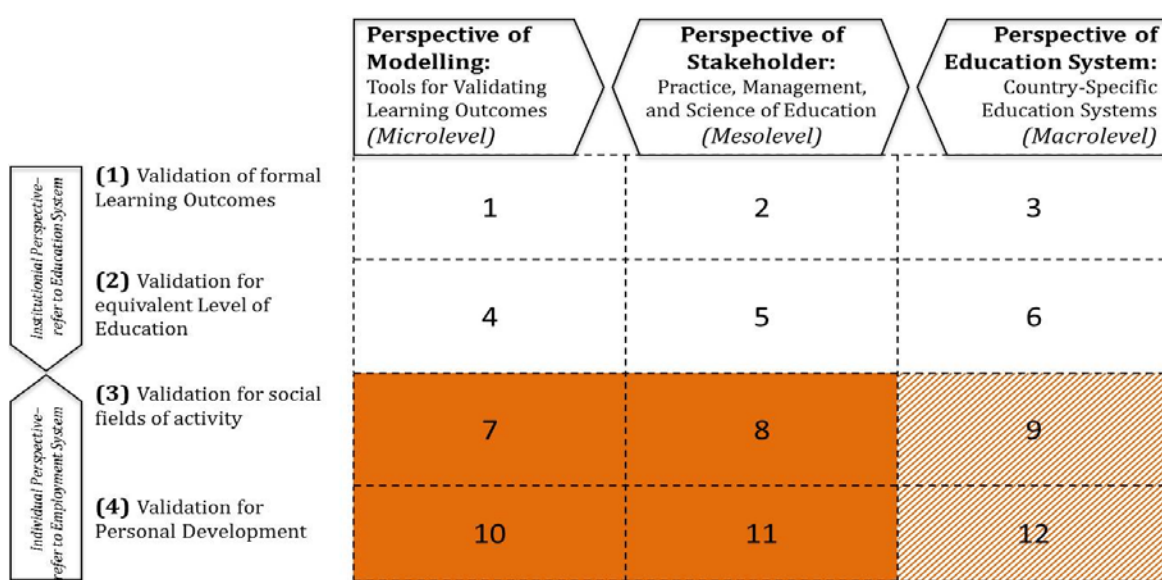 Perspective of
Modelling:
Tools for Validating
Learning Outcomes
(Microlevel)
Perspective of
Stakeholder:
Practice, Management,
and Science of Education
(Mesolevel)
Perspective of
Education System:
Country-Specific
Education Systems
(Macrolevel)
Institutionial Perspective–
refer to Education System
(1) Validation of formal
Learning Outcomes
1
2
3
(2) Validation for
equivalent Level of
Education
4
5
6
Individual Perspective–
refer to Employment System
(3) Validation for social
fields of activity
7
8
9
(4) Validation for
Personal Development
10
11
12